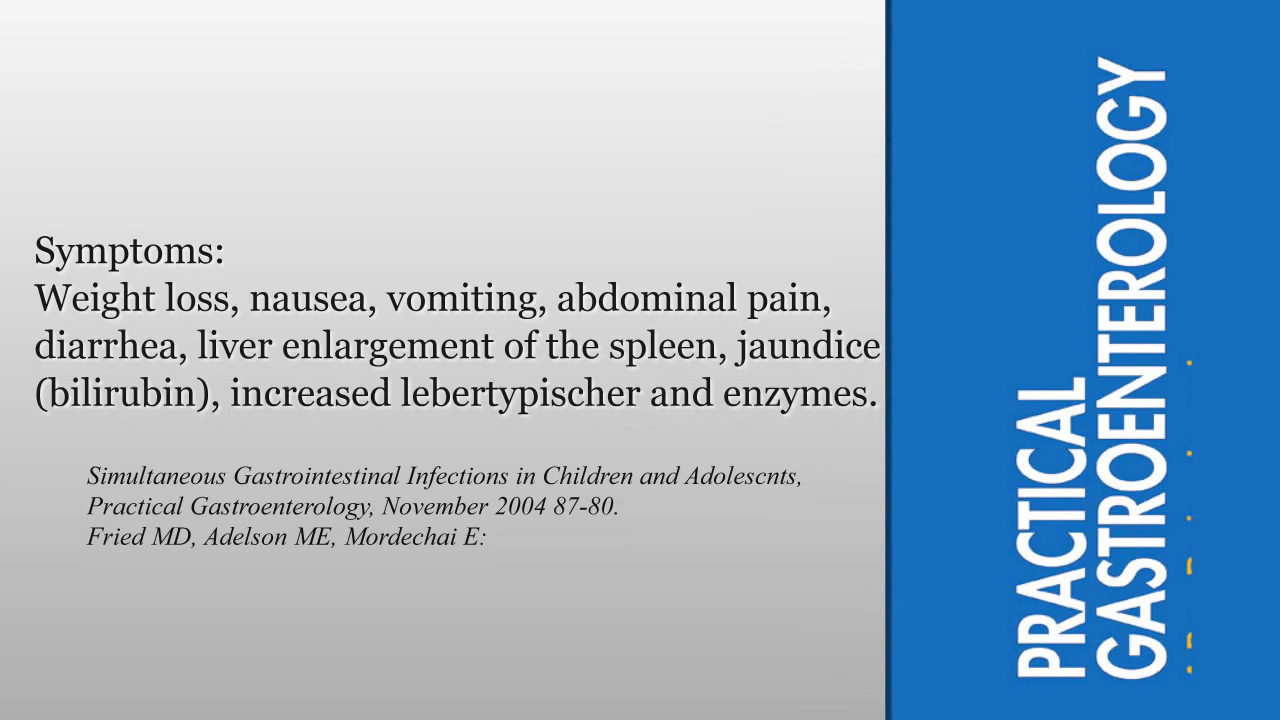 Symptoms:
Weight loss, nausea, vomiting, abdominal pain,
diarrhea, liver enlargement of the spleen, jaundice
(bilirubin), increased lebertypischer and enzymes.
Simultaneous Gastrointestinal Infections in Children and Adolescnts,
Practical Gastroenterology, November 2004 87-80.
Fried MD, Adelson ME, Mordechai E:
PRACTICAL
GASTROENTEROLOGY